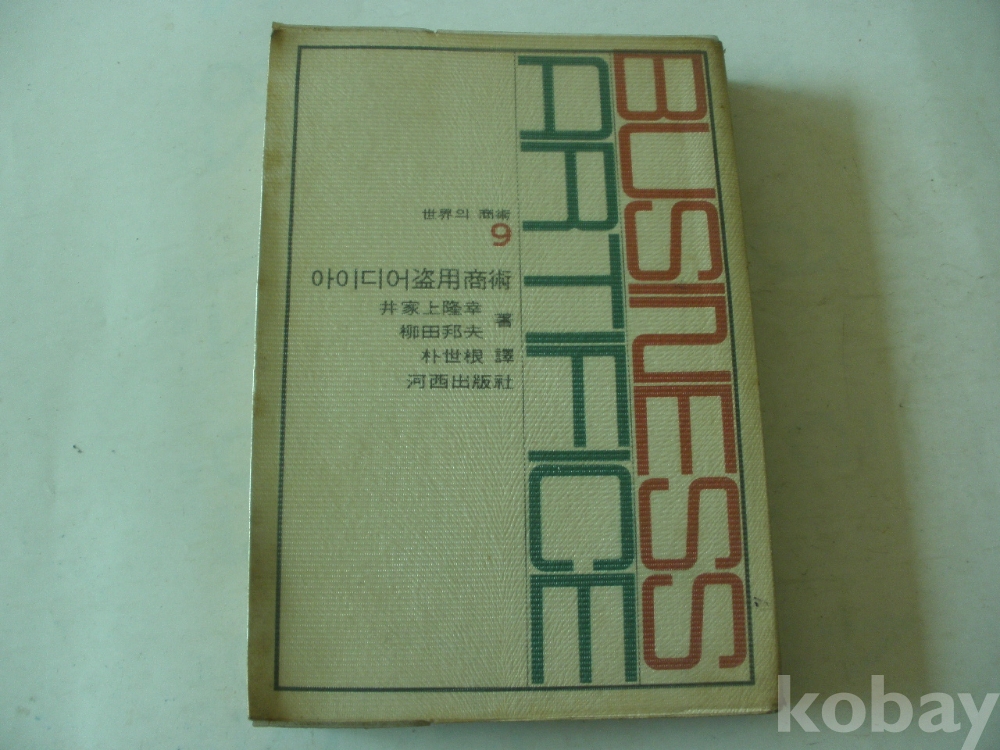 BUSINESS
ARTIFICE
世界의 商術
9
아이디어盜用商術
井家上隆幸
柳田邦夫 著
朴世根 譯
河西出版社
kobay